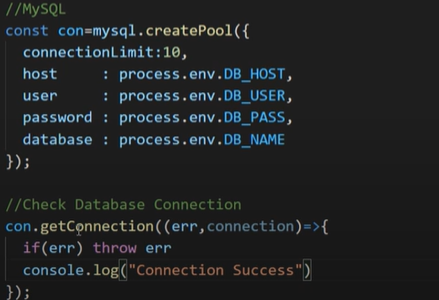 //MySQL
const con=mysql.createPool({
connectionLimit:10,
host     : process.env.DB_HOST,
user     : process.env.DB_USER,
password : process.env.DB_PASS,
database : process.env.DB_NAME
});
//Check Database Connection
con.getConnection((err,connection)=>{
if(err) throw err
console.log("Connection Success")
});